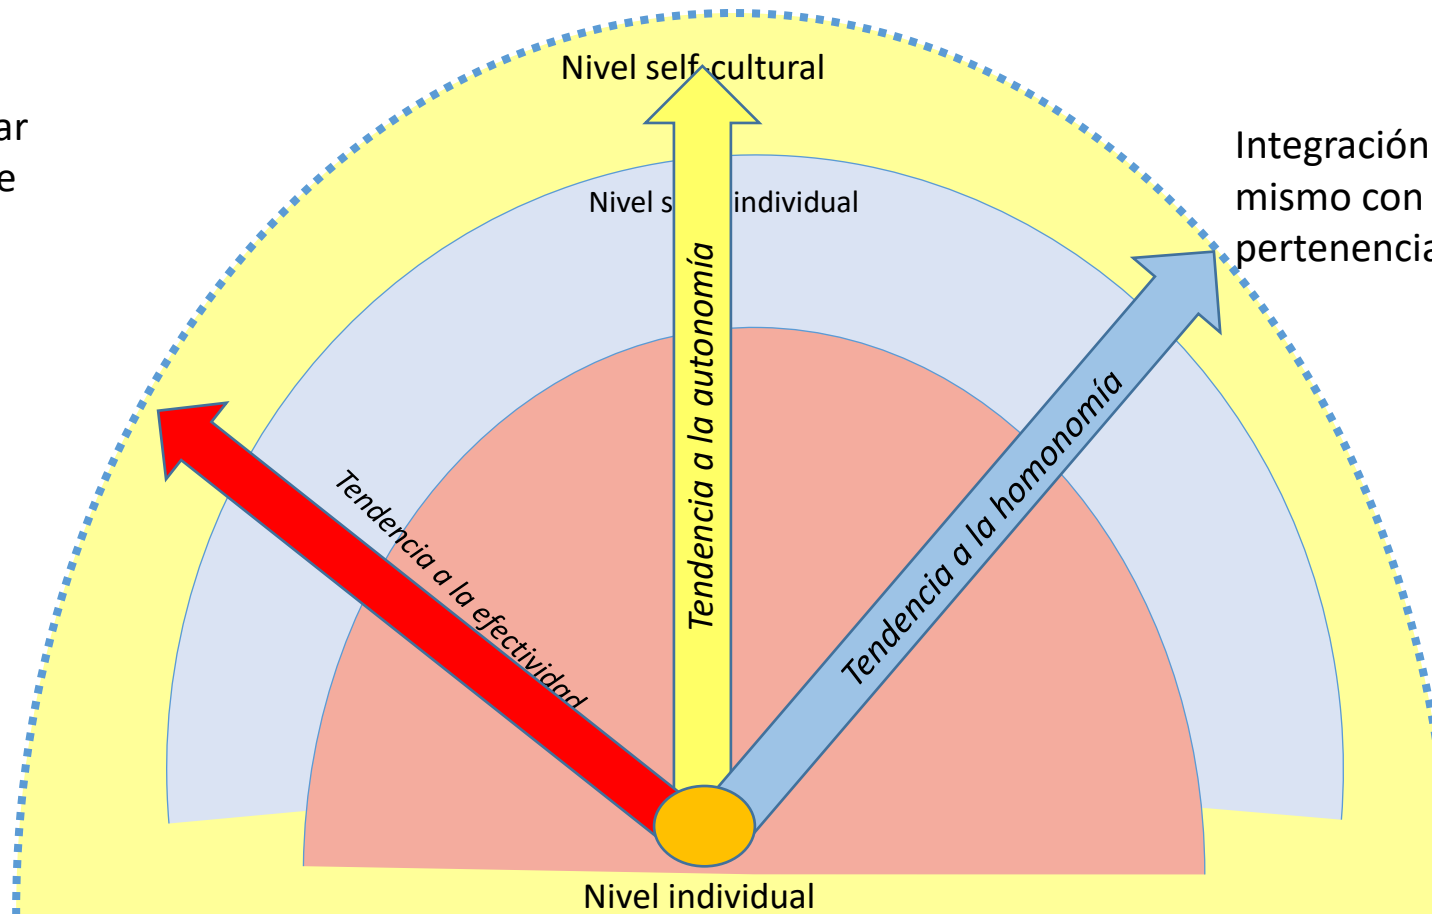 Nivel self-cultural
ar
e
Integración
mismo con
pertenencia
Nivel s individual
Tendencia a la autonomía
Tendencia a la homonomía
Tendencia a la efectividad
Nivel individual